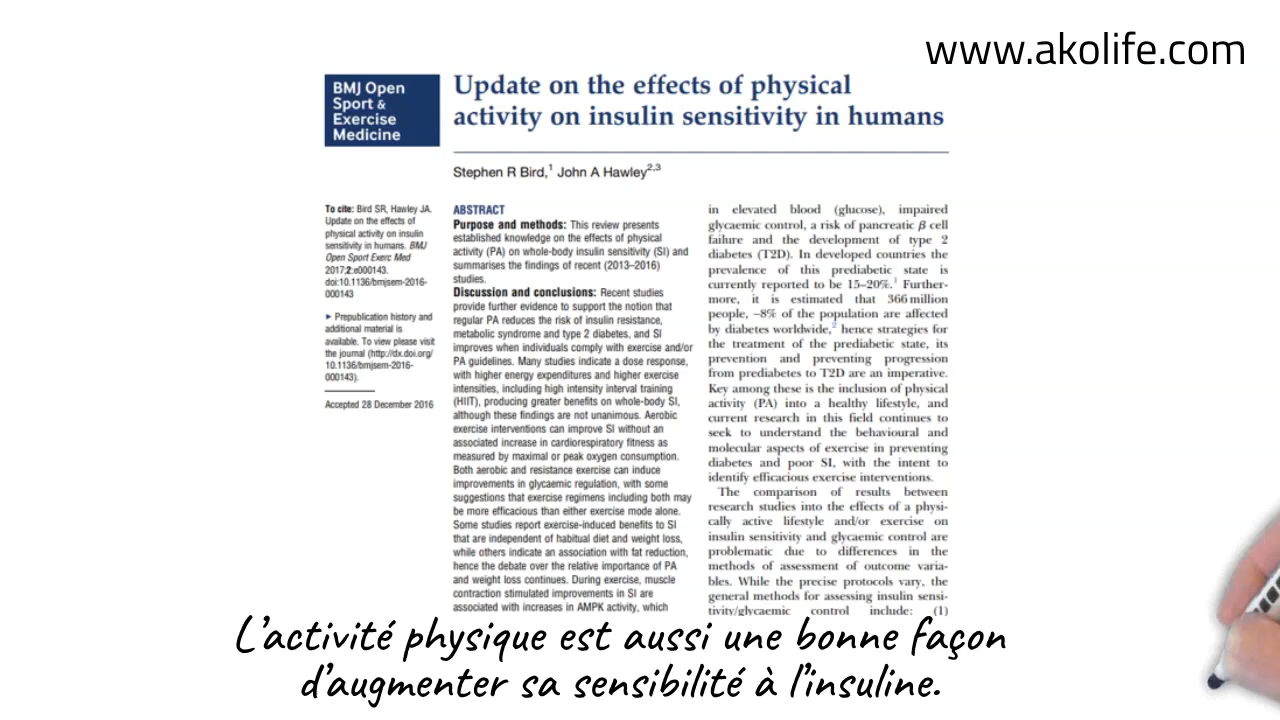 www.akolife.com
BMJ Open
Sport &
Exercise
Medicine
Update on the effects of physical
activity on insulin sensitivity in humans
Stephen R Bird,1 John A Hawley2,3
To cite: Bird SR, Hawley JA.
Update on the effects of
physical activity on insulin
sensitivity in humans. BMJ
Open Sport Exerc Med
2017;2:e000143.
doi:10.1136/bmjsem-2016-
000143
► Prepublication history and
additional material is
available. To view please visit
the journal (http://dx.doi.org/
10.1136/bmjsem-2016-
000143).
Accepted 28 December 2016
ABSTRACT
Purpose and methods: This review presents
established knowledge on the effects of physical
activity (PA) on whole-body insulin sensitivity (SI) and
summarises the findings of recent (2013–2016)
studies.
Discussion and conclusions: Recent studies
provide further evidence to support the notion that
regular PA reduces the risk of insulin resistance,
metabolic syndrome and type 2 diabetes, and SI
improves when individuals comply with exercise and/or
PA guidelines. Many studies indicate a dose response,
with higher energy expenditures and higher exercise
intensities, including high intensity interval training
(HIIT), producing greater benefits on whole-body SI,
although these findings are not unanimous. Aerobic
exercise interventions can improve SI without an
associated increase in cardiorespiratory fitness as
measured by maximal or peak oxygen consumption.
Both aerobic and resistance exercise can induce
improvements in glycaemic regulation, with some
suggestions that exercise regimens including both may
be more efficacious than either exercise mode alone.
Some studies report exercise-induced benefits to SI
that are independent of habitual diet and weight loss,
while others indicate an association with fat reduction,
hence the debate over the relative importance of PA
and weight loss continues. During exercise, muscle
contraction stimulated improvements in SI are
associated with increases in AMPK activity, which
in elevated blood (glucose), impaired
glycaemic control, a risk of pancreatic β cell
failure and the development of type 2
diabetes (T2D). In developed countries the
prevalence of this prediabetic state is
currently reported to be 15–20%.1 Further-
more, it is estimated that 366 million
people, ~8% of the population are affected
by diabetes worldwide,2 hence strategies for
the treatment of the prediabetic state, its
prevention and preventing progression
from prediabetes to T2D are an imperative.
Key among these is the inclusion of physical
activity (PA) into a healthy lifestyle, and
current research in this field continues to
seek to understand the behavioural and
molecular aspects of exercise in preventing
diabetes and poor SI, with the intent to
identify efficacious exercise interventions.
The comparison of results between
research studies into the effects of a physi-
cally active lifestyle and/or exercise on
insulin sensitivity and glycaemic control are
problematic due to differences in the
methods of assessment of outcome varia-
bles. While the precise protocols vary, the
general methods for assessing insulin sensi-
tivity/glycaemic control include: (1)
L'activité physique est aussi une bonne façon
d'augmenter sa sensibilité à l'insuline.